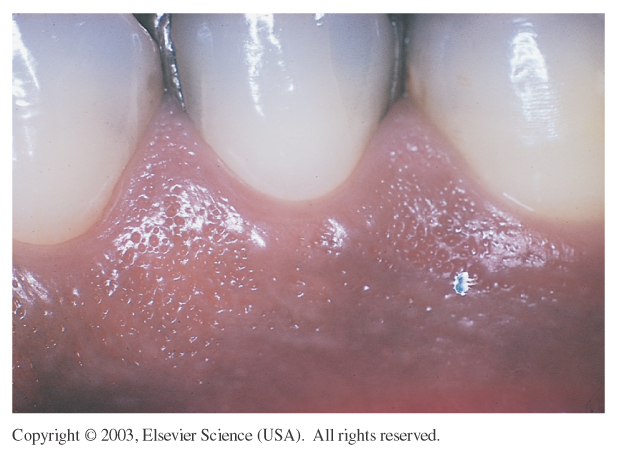 Copyright © 2003, Elsevier Science (USA).  All rights reserved.